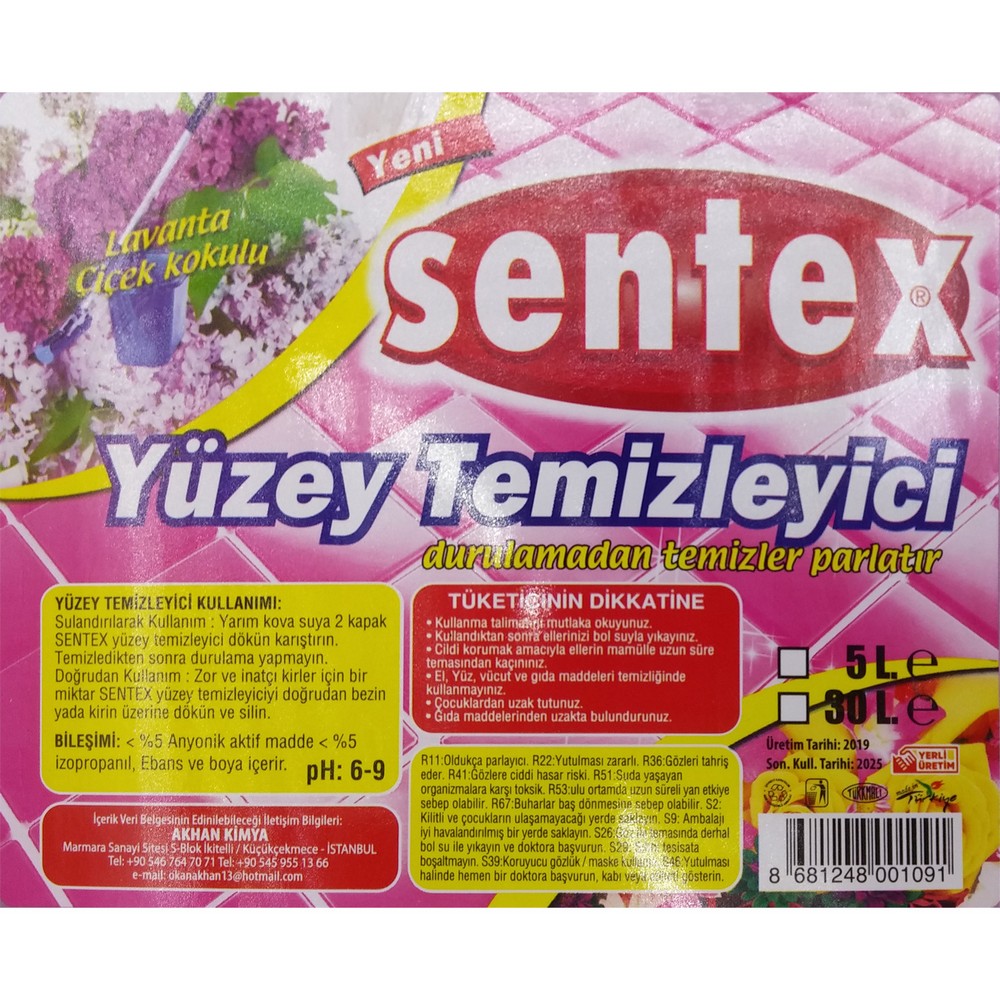 Yeni
sentex®
Lavanta
Çiçek kokulu
Yüzey Temizleyici
durulamadan temizler parlatır
YÜZEY TEMİZLEYİCİ KULLANIMI:
Sulandırılarak Kullanım : Yarım kova suya 2 kapak
SENTEX yüzey temizleyici dökün karıştırın.
Temizledikten sonra durulama yapmayın.
Doğrudan Kullanım : Zor ve inatçı kirler için bir
miktar SENTEX yüzey temizleyiciyi doğrudan bezin
yada kirin üzerine dökün ve silin.
BİLEŞİMİ: < %5 Anyonik aktif madde < %5
izopropanil, Ebans ve boya içerir.
pH: 6-9
İçerik Veri Belgesinin Edinilebileceği İletişim Bilgileri:
AKHAN KİMYA
Marmara Sanayi Sitesi S-Blok İkitelli / Küçükçekmece - İSTANBUL
Tel: +90 546 764 70 71 Tel: +90 545 955 13 66
e-mail: okanakhan13@hotmail.com
TÜKETİCİNİN DİKKATİNE
• Kullanma talimatını mutlaka okuyunuz.
• Kullandıktan sonra ellerinizi bol suyla yıkayınız.
• Cildi korumak amacıyla ellerin mamülle uzun süre
temasından kaçınınız.
• El, Yüz, vücut ve gıda maddeleri temizliğinde
kullanmayınız.
• Çocuklardan uzak tutunuz.
• Gıda maddelerinden uzakta bulundurunuz.
R11:Oldukça parlayıcı. R22:Yutulması zararlı. R36:Gözleri tahriş
eder. R41:Gözlere ciddi hasar riski. R51:Suda yaşayan
organizmalara karşı toksik. R53:ulu ortamda uzun süreli yan etkiye
sebep olabilir. R67:Buharlar baş dönmesine sebep olabilir. S2:
Kilitli ve çocukların ulaşamayacağı yerde saklayın. S9: Ambalajı
iyi havalandırılmış bir yerde saklayın. S26: temasında derhal
bol su ile yıkayın ve doktora başvurun. S29: tesisata
boşaltmayın. S39:Koruyucu gözlük / maske S46:Yutulması
halinde hemen bir doktora başvurun, kabı veya gösterin.
5 L. ℮
30 L. ℮
Üretim Tarihi: 2019
Son. Kull. Tarihi: 2025
YERLİ
ÜRETİM
TÜRKMALI
made in
Türkiye
8 681248 001091